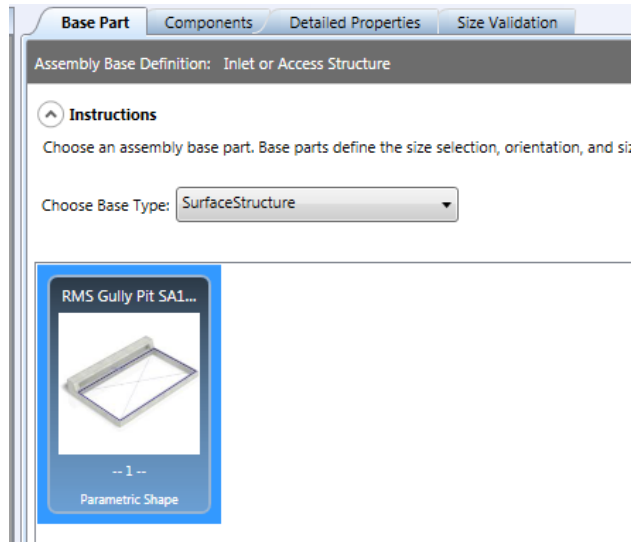 Base Part Components Detailed Properties Size Validation
Assembly Base Definition: Inlet or Access Structure
Instructions
Choose an assembly base part. Base parts define the size selection, orientation, and siz
Choose Base Type: SurfaceStructure
RMS Gully Pit SA1...
-- 1 --
Parametric Shape